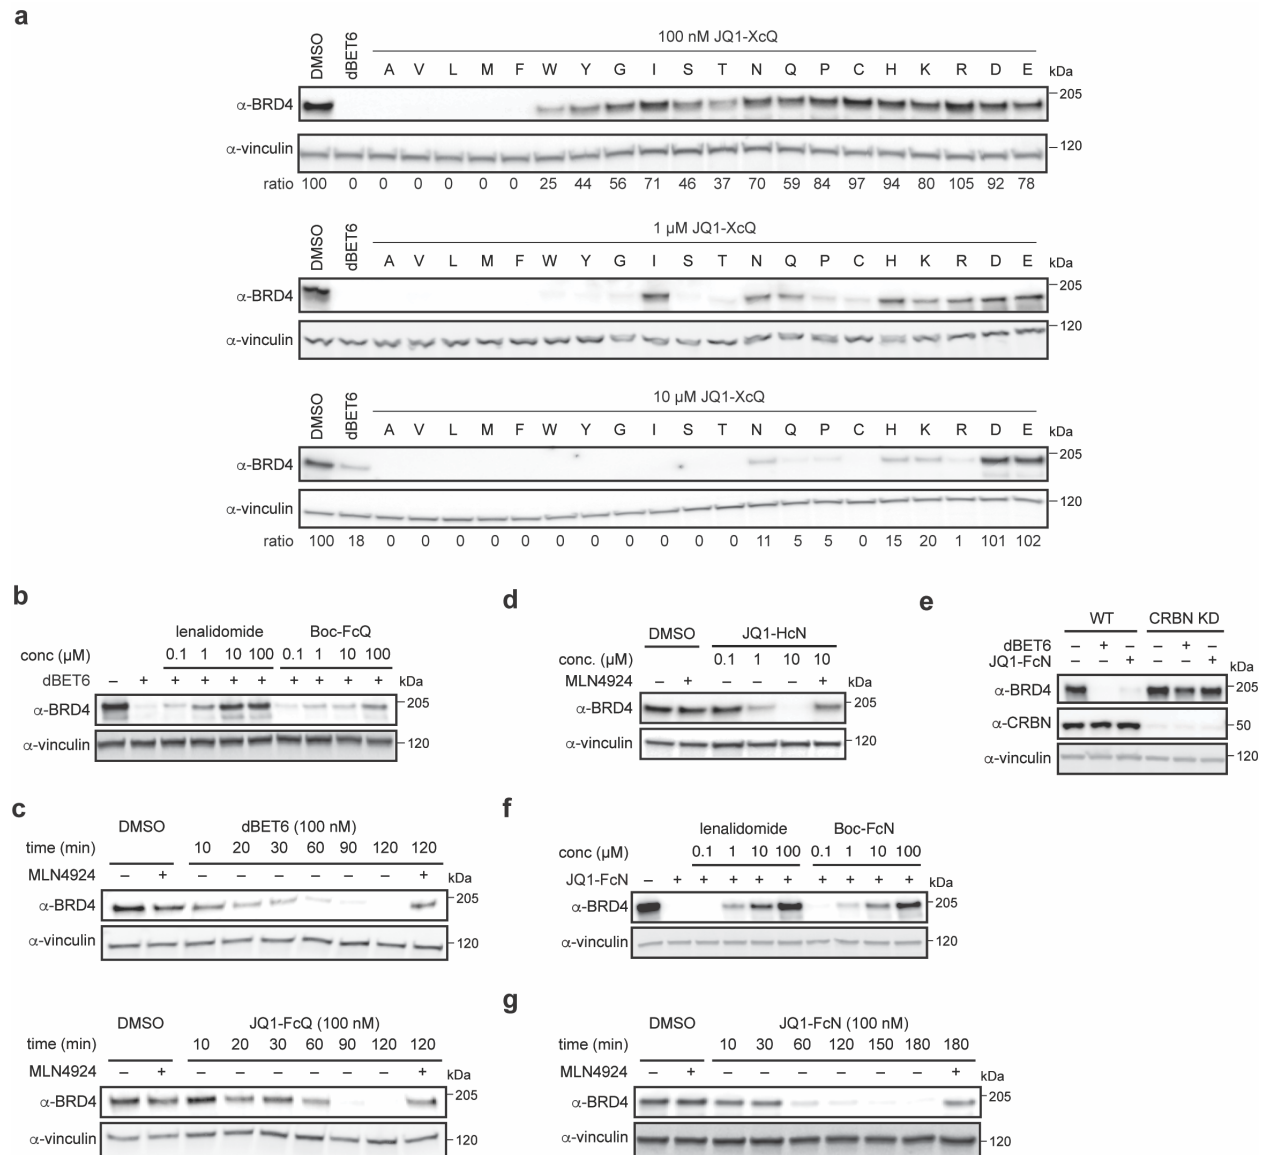 a
100 nM JQ1-XcQ
DMSO dBET6 A V L M F W Y G I S T N Q P C H K R D E kDa
α-BRD4 205
α-vinculin 120
ratio 100 0 0 0 0 0 0 25 44 56 71 46 37 70 59 84 97 94 80 105 92 78
1 µM JQ1-XcQ
DMSO dBET6 A V L M F W Y G I S T N Q P C H K R D E kDa
α-BRD4 205
α-vinculin 120
10 µM JQ1-XcQ
DMSO dBET6 A V L M F W Y G I S T N Q P C H K R D E kDa
α-BRD4 205
α-vinculin 120
ratio 100 18 0 0 0 0 0 0 0 0 0 0 0 11 5 5 0 15 20 1 101 102
b
lenalidomide Boc-FcQ
conc (µM) 0.1 1 10 100 0.1 1 10 100
dBET6 – + + + + + + + + + kDa
α-BRD4 205
α-vinculin 120
d
DMSO JQ1-HcN
conc. (µM) 0.1 1 10 10
MLN4924 – + – – – + kDa
α-BRD4 205
α-vinculin 120
e
WT CRBN KD
dBET6 – + – – + –
JQ1-FcN – – + – – + kDa
α-BRD4 205
α-CRBN 50
α-vinculin 120
c
DMSO dBET6 (100 nM)
time (min) 10 20 30 60 90 120 120
MLN4924 – + – – – – – – + kDa
α-BRD4 205
α-vinculin 120
DMSO JQ1-FcQ (100 nM)
time (min) 10 20 30 60 90 120 120
MLN4924 – + – – – – – – + kDa
α-BRD4 205
α-vinculin 120
f
lenalidomide Boc-FcN
conc (µM) 0.1 1 10 100 0.1 1 10 100
JQ1-FcN – + + + + + + + + + kDa
α-BRD4 205
α-vinculin 120
g
DMSO JQ1-FcN (100 nM)
time (min) 10 30 60 120 150 180 180
MLN4924 – + – – – – – – + kDa
α-BRD4 205
α-vinculin 120